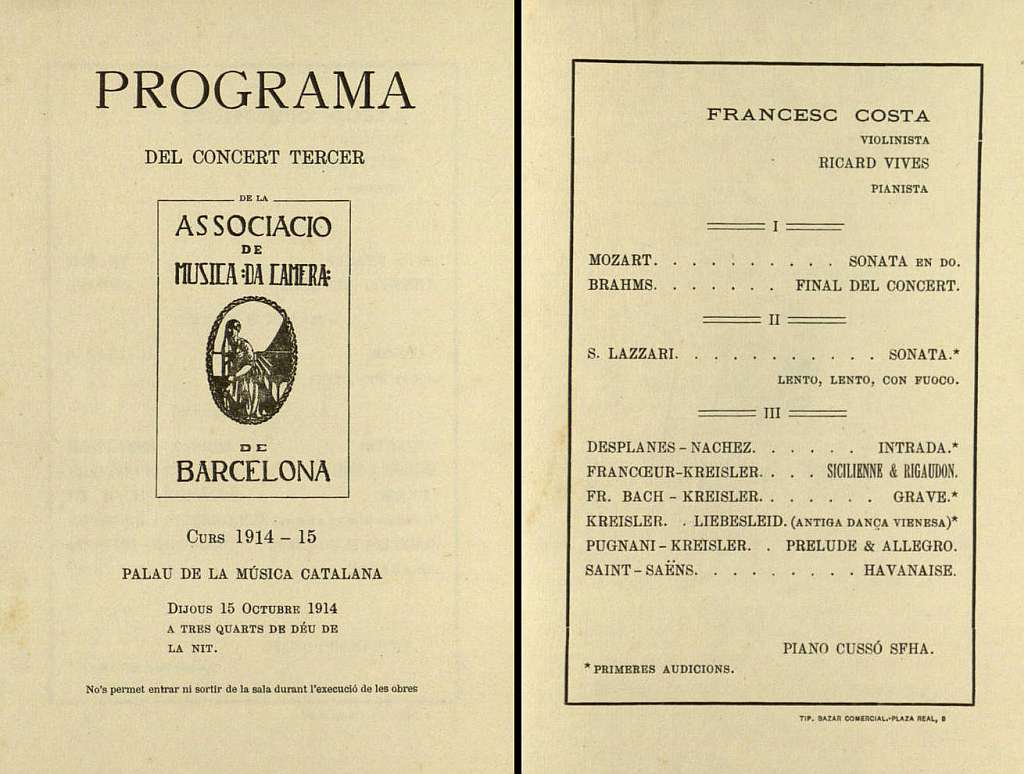 PROGRAMA
DEL CONCERT TERCER
DE LA
ASSOCIACIO
DE
MUSICA DA CAMERA
DE
BARCELONA
CURS 1914 - 15
PALAU DE LA MÚSICA CATALANA
DIJOUS 15 OCTUBRE 1914
A TRES QUARTS DE DÉU DE
LA NIT.
No's permet entrar ni sortir de la sala durant l'execució de les obres
FRANCESC COSTA
VIOLINISTA
RICARD VIVES
PIANISTA
I
MOZART. . . . . . . . . . SONATA EN DO.
BRAHMS. . . . . . . FINAL DEL CONCERT.
II
S. LAZZARI. . . . . . . . . . . SONATA.*
LENTO, LENTO, CON FUOCO.
III
DESPLANES - NACHEZ. . . . . . INTRADA.*
FRANCŒUR-KREISLER. . . . SICILIENNE & RIGAUDON.
FR. BACH - KREISLER. . . . . . . GRAVE.*
KREISLER. . LIEBESLEID. (ANTIGA DANÇA VIENESA)*
PUGNANI - KREISLER. . PRELUDE & ALLEGRO.
SAINT - SAËNS. . . . . . . . . HAVANAISE.
PIANO CUSSÓ SFHA.
* PRIMERES AUDICIONS.
TIP. BAZAR COMERCIAL.-PLAZA REAL, 8